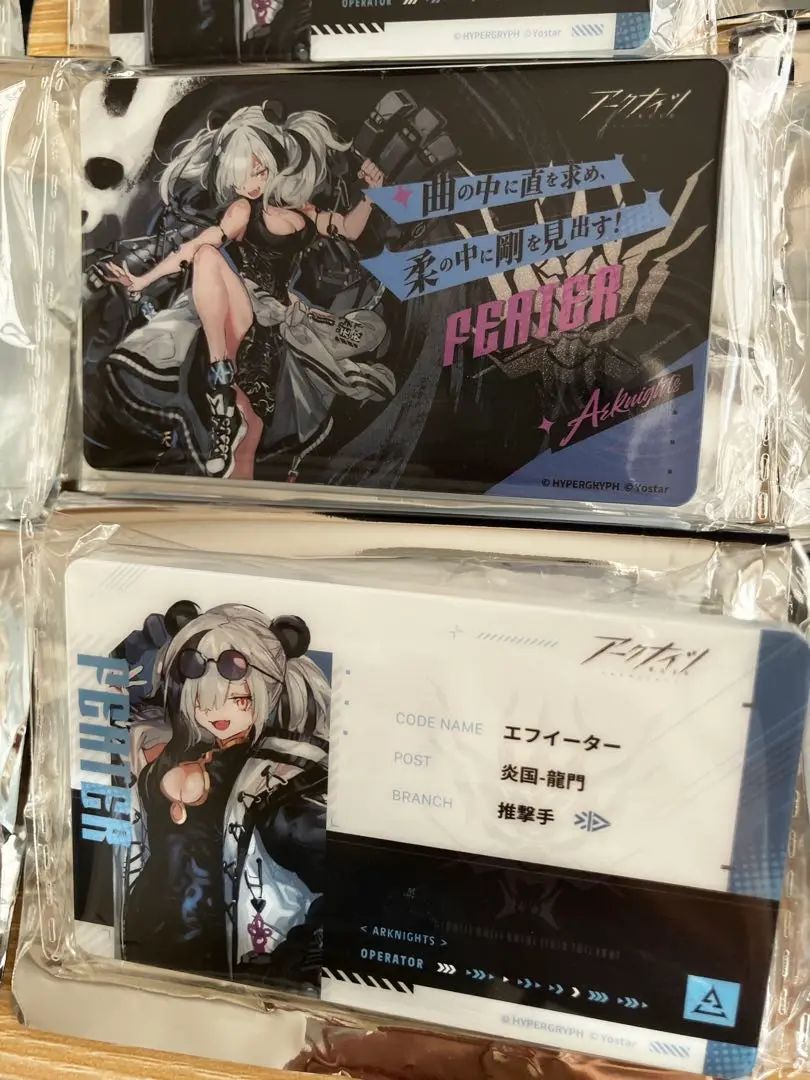 OPERATOR
© HYPERGRYPH © Yostar
アークナイツ
曲の中に直を求め、
柔の中に剛を見出す!
FEATER
Arknights
© HYPERGRYPH © Yostar
アークナイツ
FEATER
CODE NAME エフイーター
POST 炎国-龍門
BRANCH 推撃手
< ARKNIGHTS >
OPERATOR
© HYPERGRYPH © Yostar